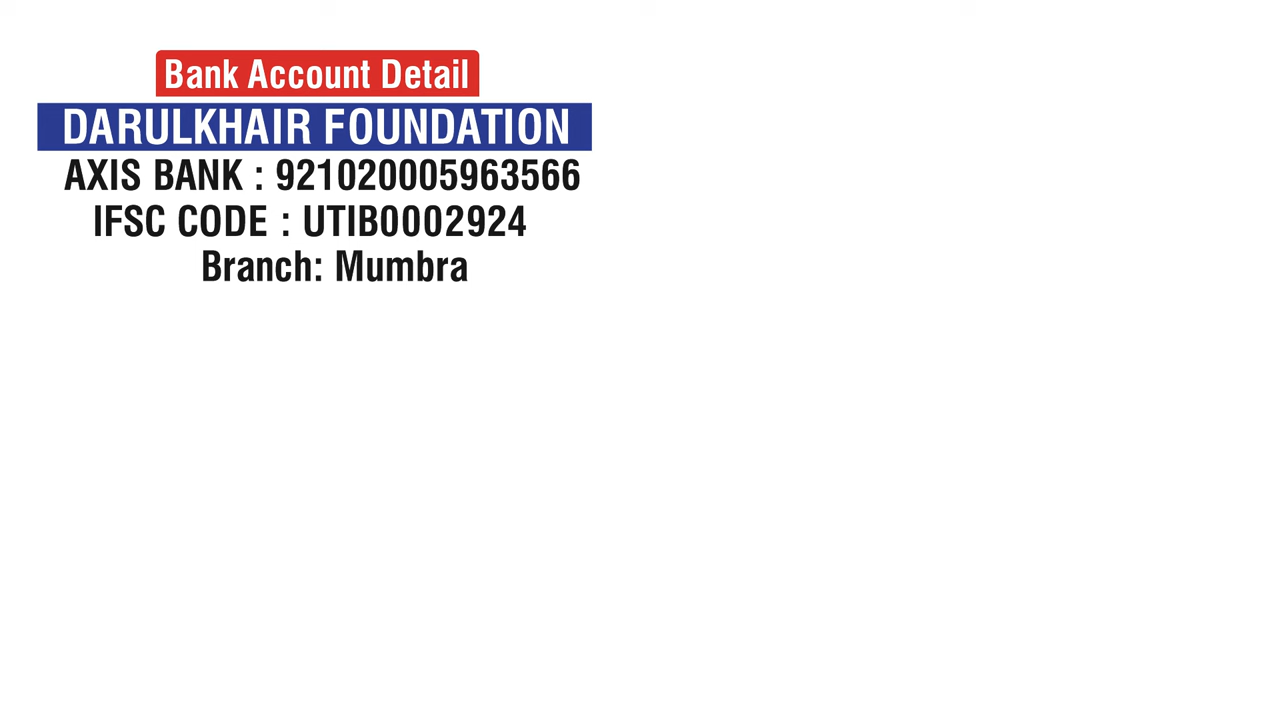 Bank Account Detail
DARULKHAIR FOUNDATION
AXIS BANK : 921020005963566
IFSC CODE : UTIB0002924
Branch: Mumbra